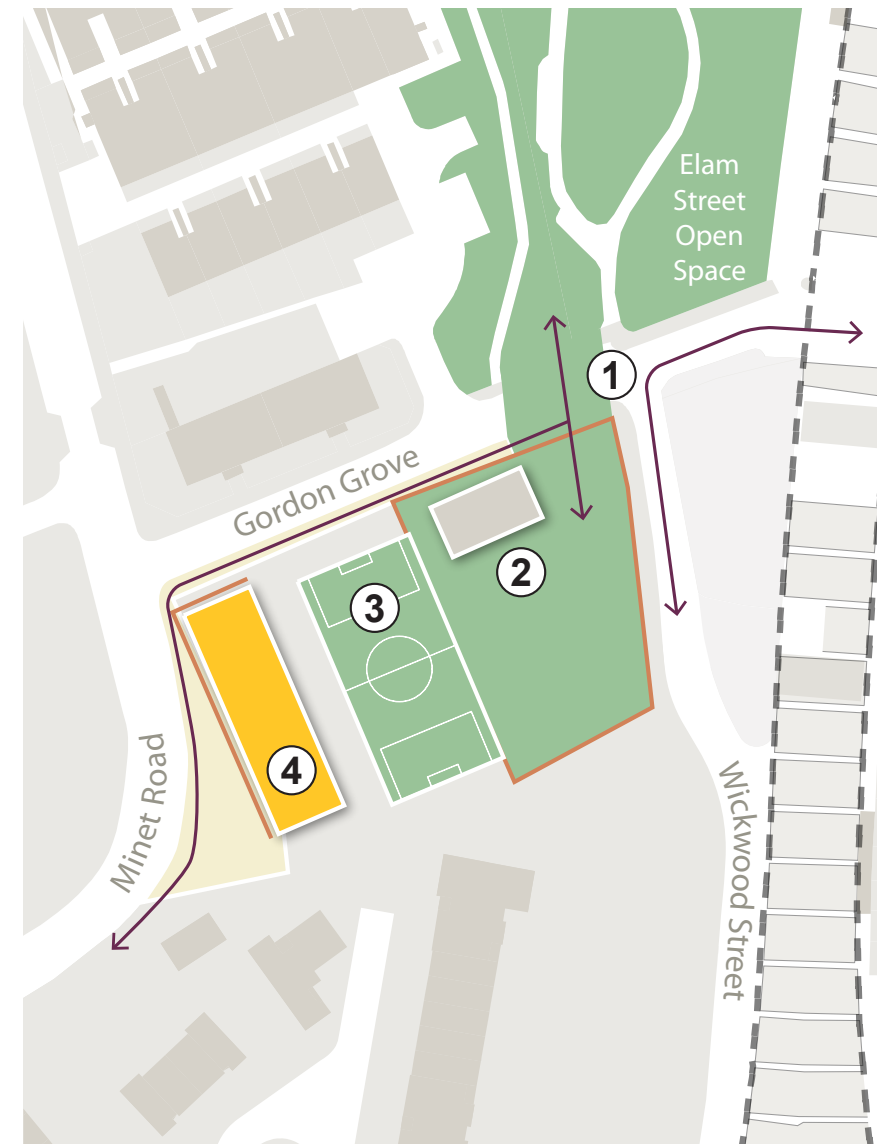 Elam
Street
Open
Space
1
Gordon Grove
2
3
4
Minet Road
Wickwood Street